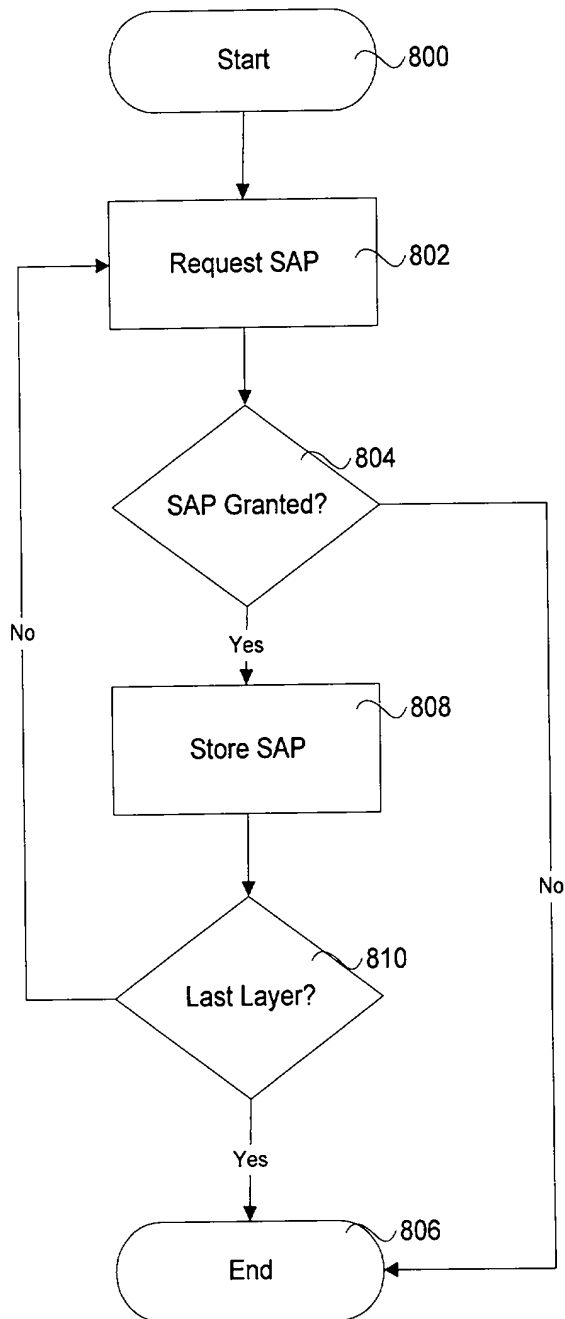 Start
800
Request SAP
802
804
SAP Granted?
No
Yes
808
Store SAP
No
810
Last Layer?
Yes
806
End